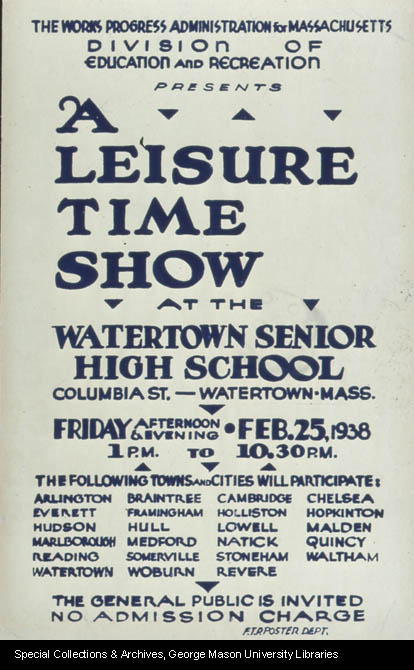 THE WORKS PROGRESS ADMINISTRATION for MASSACHUSETTS
DIVISION OF
EDUCATION AND RECREATION
PRESENTS
A
LEISURE
TIME
SHOW
AT THE
WATERTOWN SENIOR
HIGH SCHOOL
COLUMBIA ST. — WATERTOWN-MASS.
FRIDAY AFTERNOON & EVENING • FEB. 25, 1938
1 P.M. TO 10.30 P.M.
THE FOLLOWING TOWNS AND CITIES WILL PARTICIPATE:
ARLINGTON BRAINTREE CAMBRIDGE CHELSEA
EVERETT FRAMINGHAM HOLLISTON HOPKINTON
HUDSON HULL LOWELL MALDEN
MARLBOROUGH MEDFORD NATICK QUINCY
READING SOMERVILLE STONEHAM WALTHAM
WATERTOWN WOBURN REVERE
THE GENERAL PUBLIC IS INVITED
NO ADMISSION CHARGE
F.T.P. POSTER DEPT.
Special Collections & Archives, George Mason University Libraries